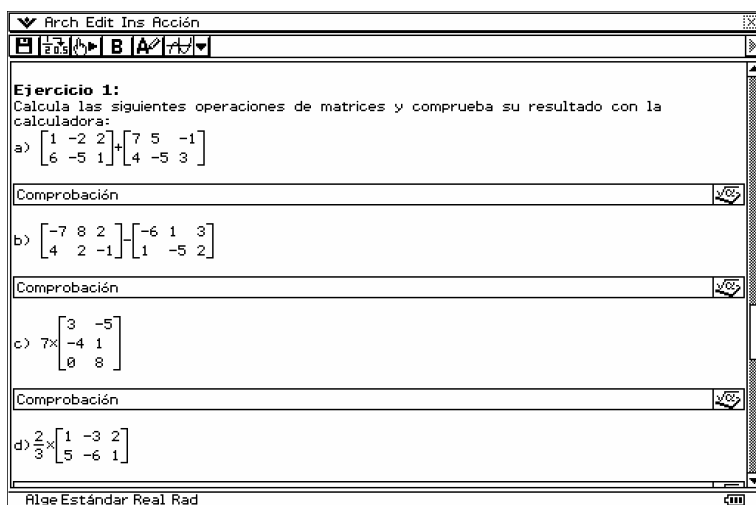 Arch Edit Ins Acción
B
Ejercicio 1:
Calcula las siguientes operaciones de matrices y comprueba su resultado con la
calculadora:
a) [1 -2 2; 6 -5 1]+[7 5 -1; 4 -5 3]
Comprobación
b) [-7 8 2; 4 2 -1]-[-6 1 3; 1 -5 2]
Comprobación
c) 7×[3 -5; -4 1; 0 8]
Comprobación
d) 2/3×[1 -3 2; 5 -6 1]
Alge Estándar Real Rad